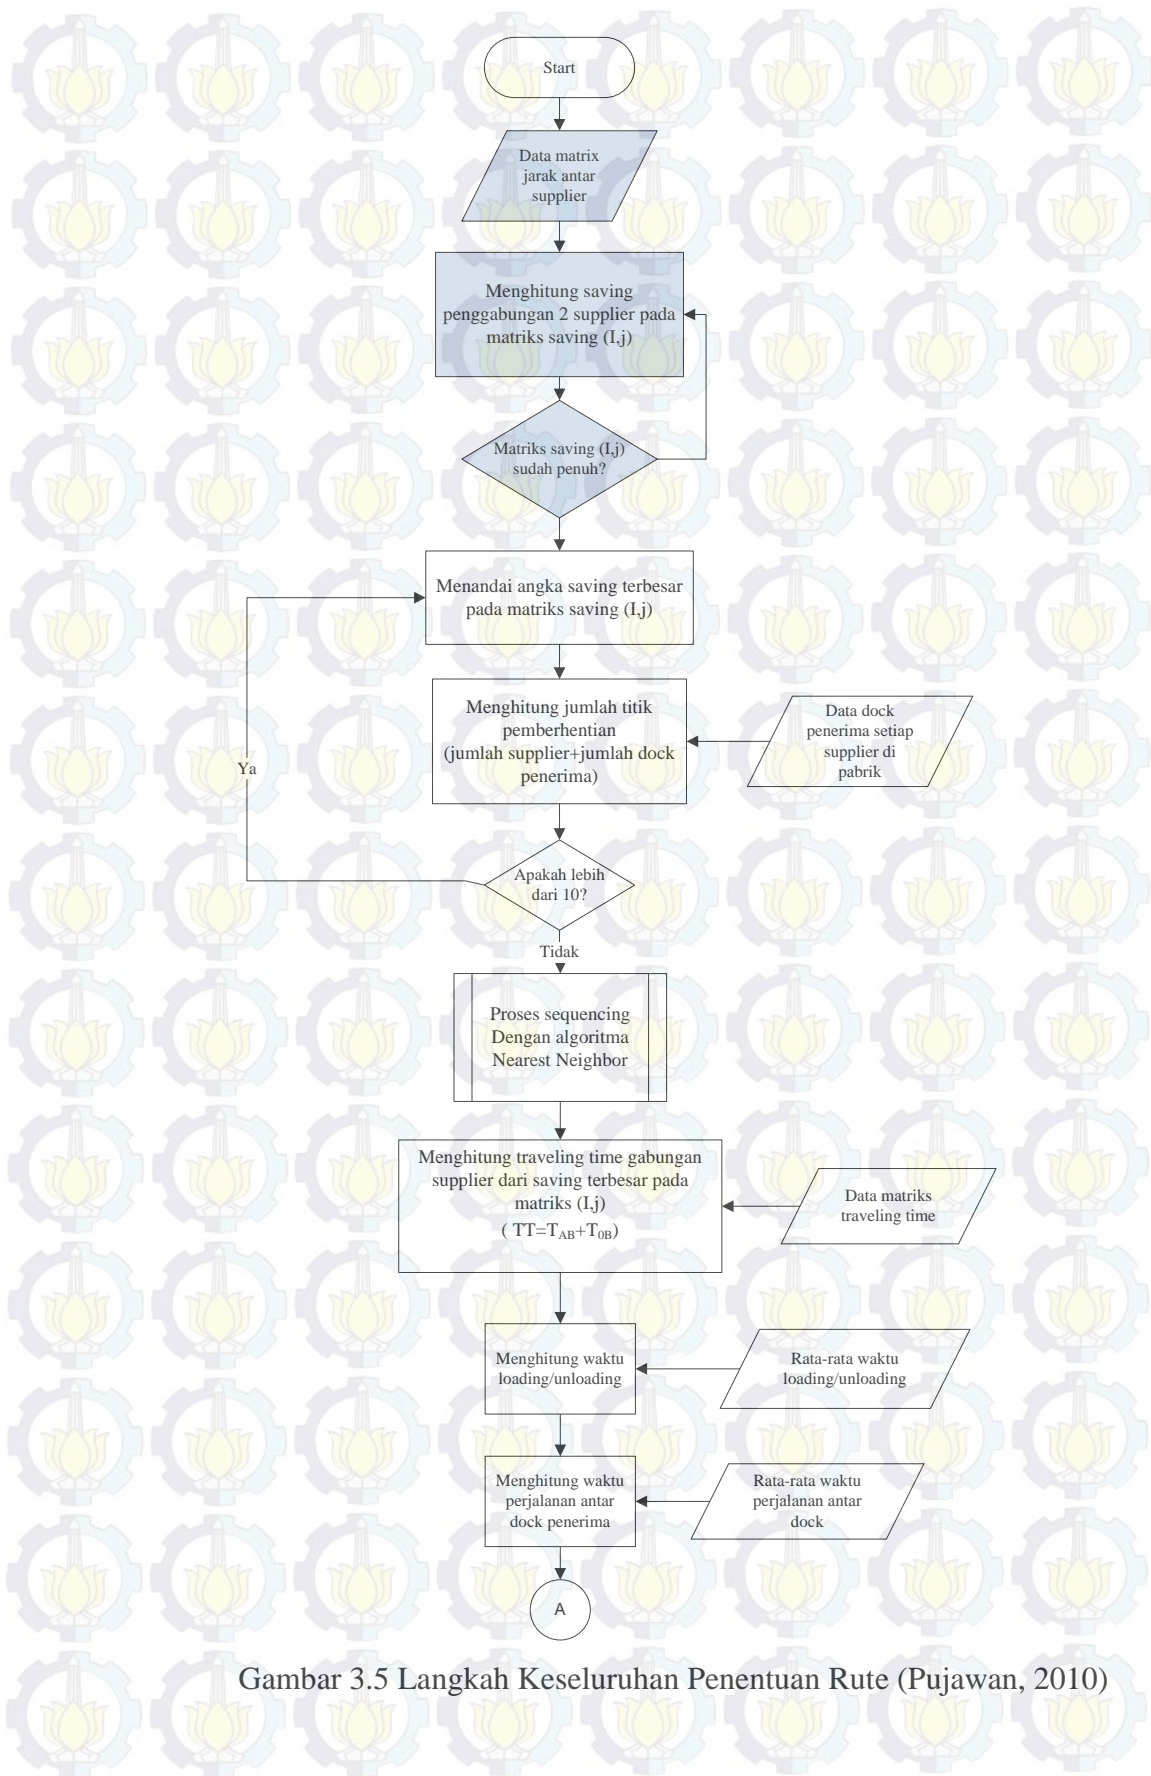 Start
Data matrix
jarak antar
supplier
Menghitung saving
penggabungan 2 supplier pada
matriks saving (I,j)
Matriks saving (I,j)
sudah penuh?
Menandai angka saving terbesar
pada matriks saving (I,j)
Menghitung jumlah titik
pemberhentian
(jumlah supplier+jumlah dock
penerima)
Data dock
penerima setiap
supplier di
pabrik
Ya
Apakah lebih
dari 10?
Tidak
Proses sequencing
Dengan algoritma
Nearest Neighbor
Menghitung traveling time gabungan
supplier dari saving terbesar pada
matriks (I,j)
( TT=T_AB+T_0B)
Data matriks
traveling time
Menghitung waktu
loading/unloading
Rata-rata waktu
loading/unloading
Menghitung waktu
perjalanan antar
dock penerima
Rata-rata waktu
perjalanan antar
dock
A
Gambar 3.5 Langkah Keseluruhan Penentuan Rute (Pujawan, 2010)